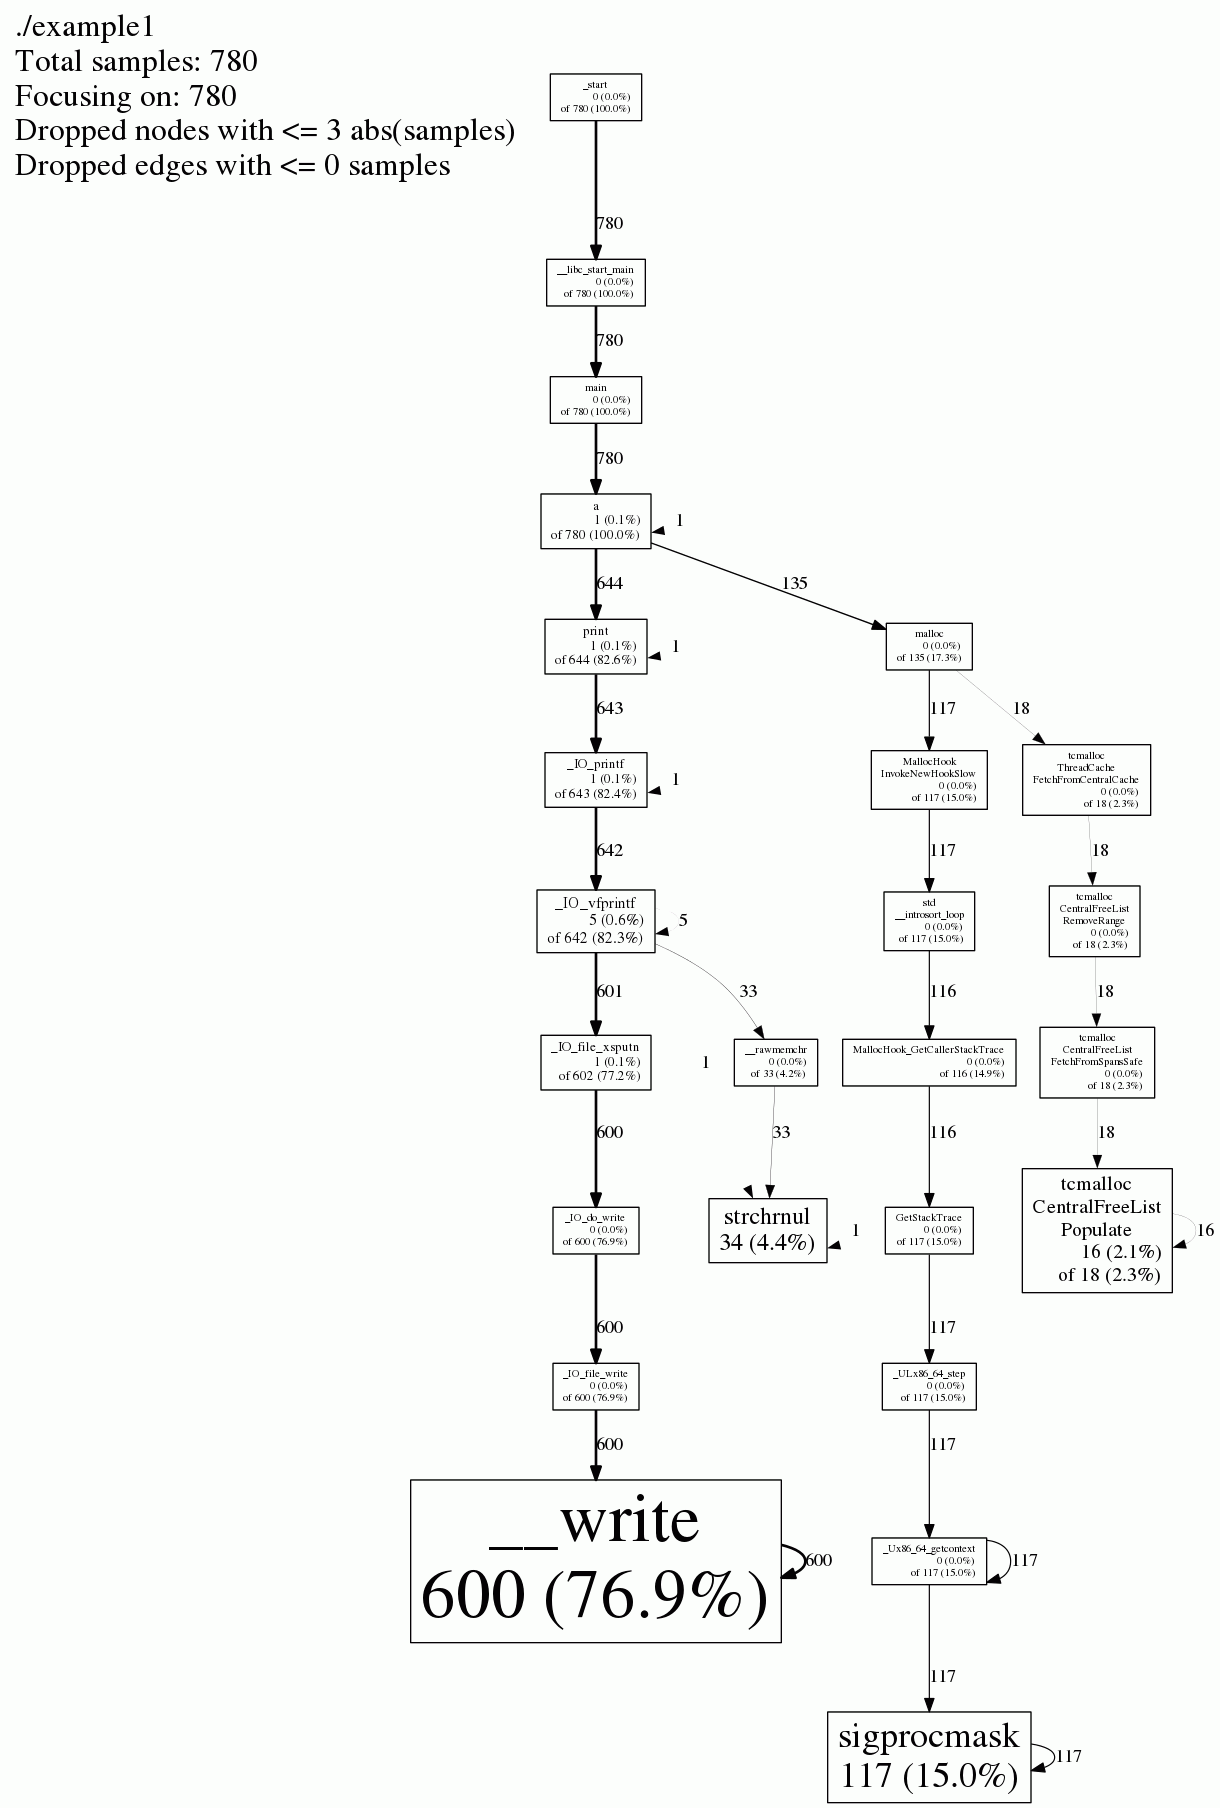 ./example1
Total samples: 780
Focusing on: 780
Dropped nodes with <= 3 abs(samples)
Dropped edges with <= 0 samples
_start
0 (0.0%)
of 780 (100.0%)
780
__libc_start_main
0 (0.0%)
of 780 (100.0%)
780
main
0 (0.0%)
of 780 (100.0%)
780
a
1 (0.1%)
of 780 (100.0%)
1
644
135
print
1 (0.1%)
of 644 (82.6%)
1
malloc
0 (0.0%)
of 135 (17.3%)
643
117
18
_IO_printf
1 (0.1%)
of 643 (82.4%)
1
MallocHook
InvokeNewHookSlow
0 (0.0%)
of 117 (15.0%)
tcmalloc
ThreadCache
FetchFromCentralCache
0 (0.0%)
of 18 (2.3%)
642
117
18
_IO_vfprintf
5 (0.6%)
of 642 (82.3%)
5
std
__introsort_loop
0 (0.0%)
of 117 (15.0%)
tcmalloc
CentralFreeList
RemoveRange
0 (0.0%)
of 18 (2.3%)
601
33
116
18
_IO_file_xsputn
1 (0.1%)
of 602 (77.2%)
1
__rawmemchr
0 (0.0%)
of 33 (4.2%)
MallocHook_GetCallerStackTrace
0 (0.0%)
of 116 (14.9%)
tcmalloc
CentralFreeList
FetchFromSpansSafe
0 (0.0%)
of 18 (2.3%)
600
33
116
18
_IO_do_write
0 (0.0%)
of 600 (76.9%)
strchrnul
34 (4.4%)
1
GetStackTrace
0 (0.0%)
of 117 (15.0%)
tcmalloc
CentralFreeList
Populate
16 (2.1%)
of 18 (2.3%)
16
600
117
_IO_file_write
0 (0.0%)
of 600 (76.9%)
_ULx86_64_step
0 (0.0%)
of 117 (15.0%)
600
117
__write
600 (76.9%)
600
_Ux86_64_getcontext
0 (0.0%)
of 117 (15.0%)
117
117
sigprocmask
117 (15.0%)
117